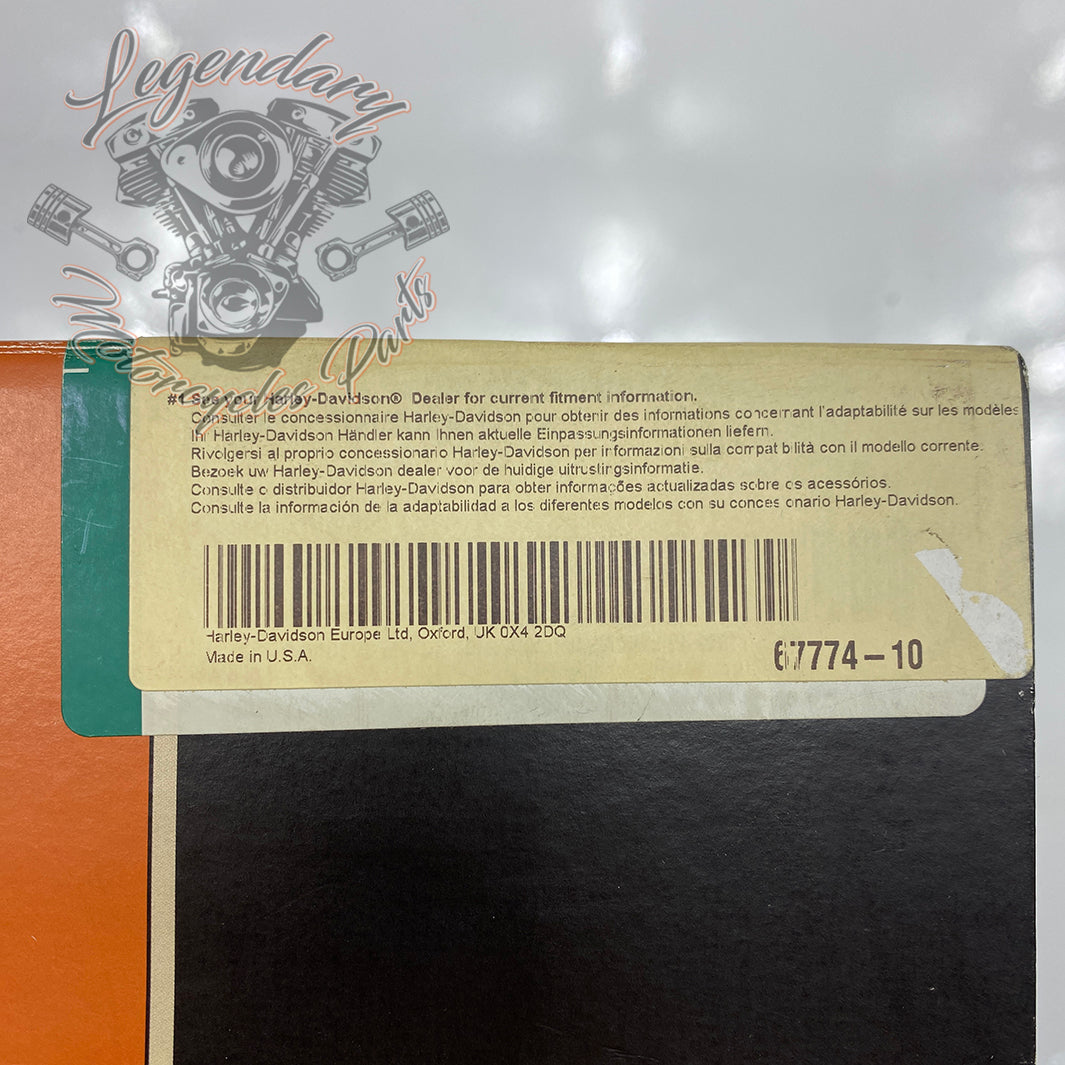 Legendary
Motorcycles Parts
#1 See your Harley-Davidson® Dealer for current fitment information.
Consulter le concessionnaire Harley-Davidson pour obtenir des informations concernant l'adaptabilité sur les modèles
Ihr Harley-Davidson Händler kann Ihnen aktuelle Einpassungsinformationen liefern.
Rivolgersi al proprio concessionario Harley-Davidson per informazioni sulla compatibilità con il modello corrente.
Bezoek uw Harley-Davidson dealer voor de huidige uitrustingsinformatie.
Consulte o distribuidor Harley-Davidson para obter informações actualizadas sobre os acessórios.
Consulte la información de la adaptabilidad a los diferentes modelos con su concesionario Harley-Davidson.
Harley-Davidson Europe Ltd, Oxford, UK 0X4 2DQ
Made in U.S.A.
67774-10